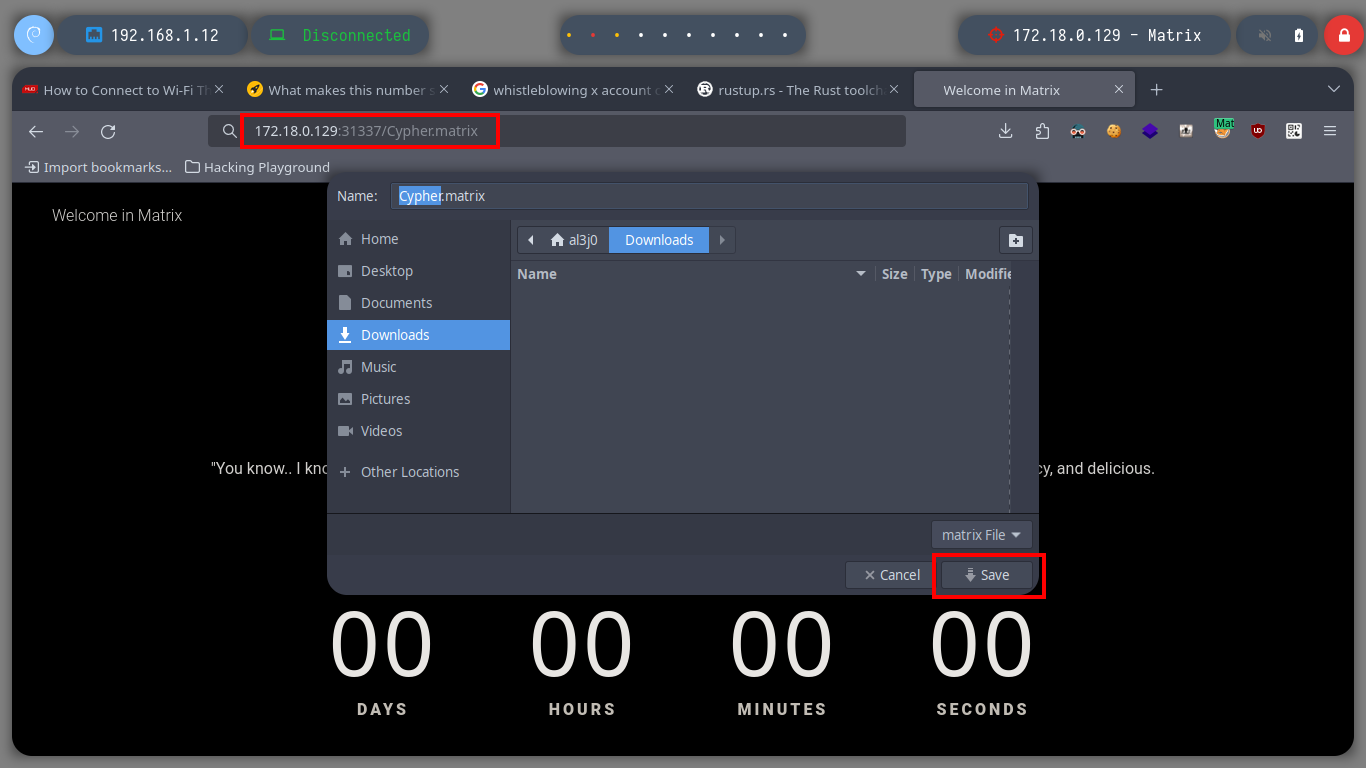 192.168.1.12 Disconnected 172.18.0.129 - Matrix
How to Connect to Wi-Fi Th What makes this number s whistleblowing x account o rustup.rs - The Rust toolch Welcome in Matrix
172.18.0.129:31337/Cypher.matrix Mat
Import bookmarks... Hacking Playground
Name: Cypher.matrix
Welcome in Matrix
Home al3j0 Downloads
Desktop Name Size Type Modifie
Documents
Downloads
Music
Pictures
Videos
"You know.. I kno cy, and delicious.
Other Locations
matrix File
Cancel Save
00 00 00 00
DAYS HOURS MINUTES SECONDS